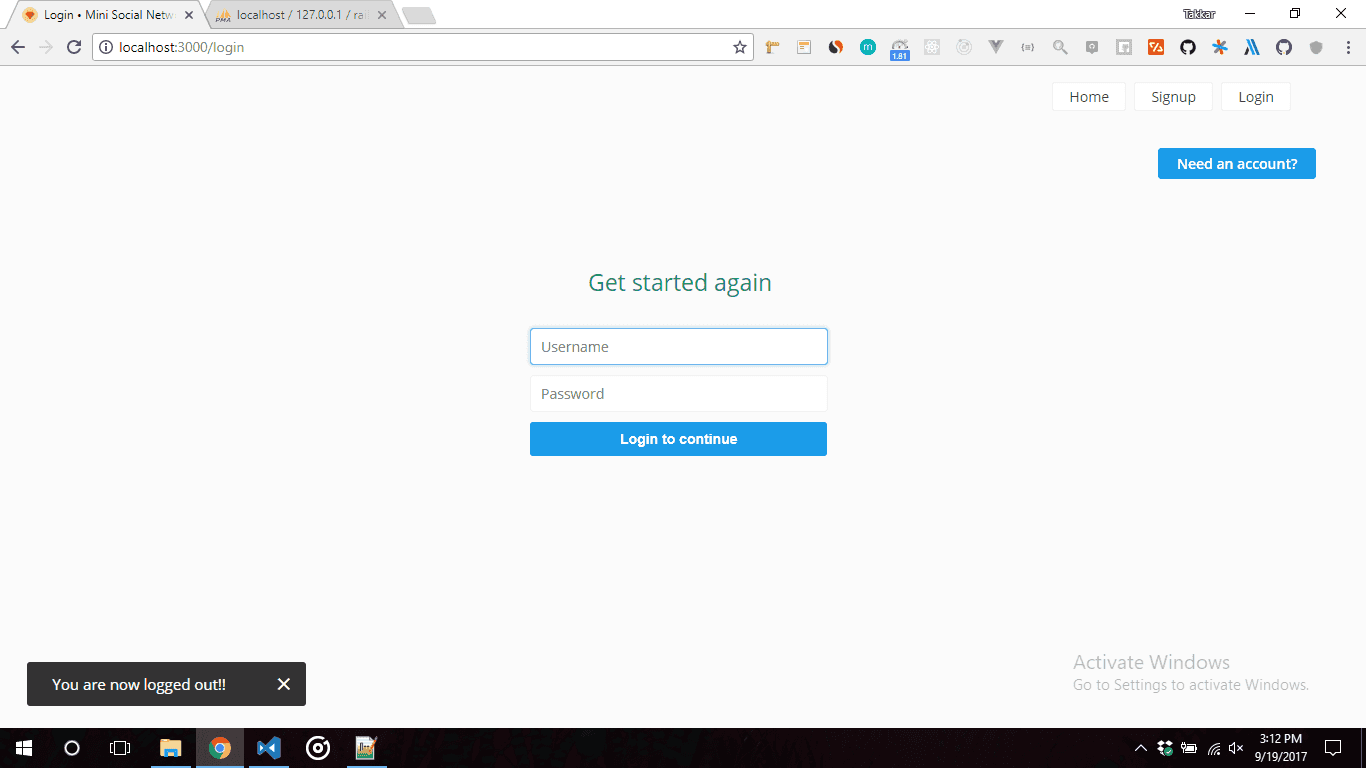 Login • Mini Social Netw
localhost / 127.0.0.1 / rai
Takkar
localhost:3000/login
1.81
Home
Signup
Login
Need an account?
Get started again
Username
Password
Login to continue
You are now logged out!!
Activate Windows
Go to Settings to activate Windows.
3:12 PM
9/19/2017